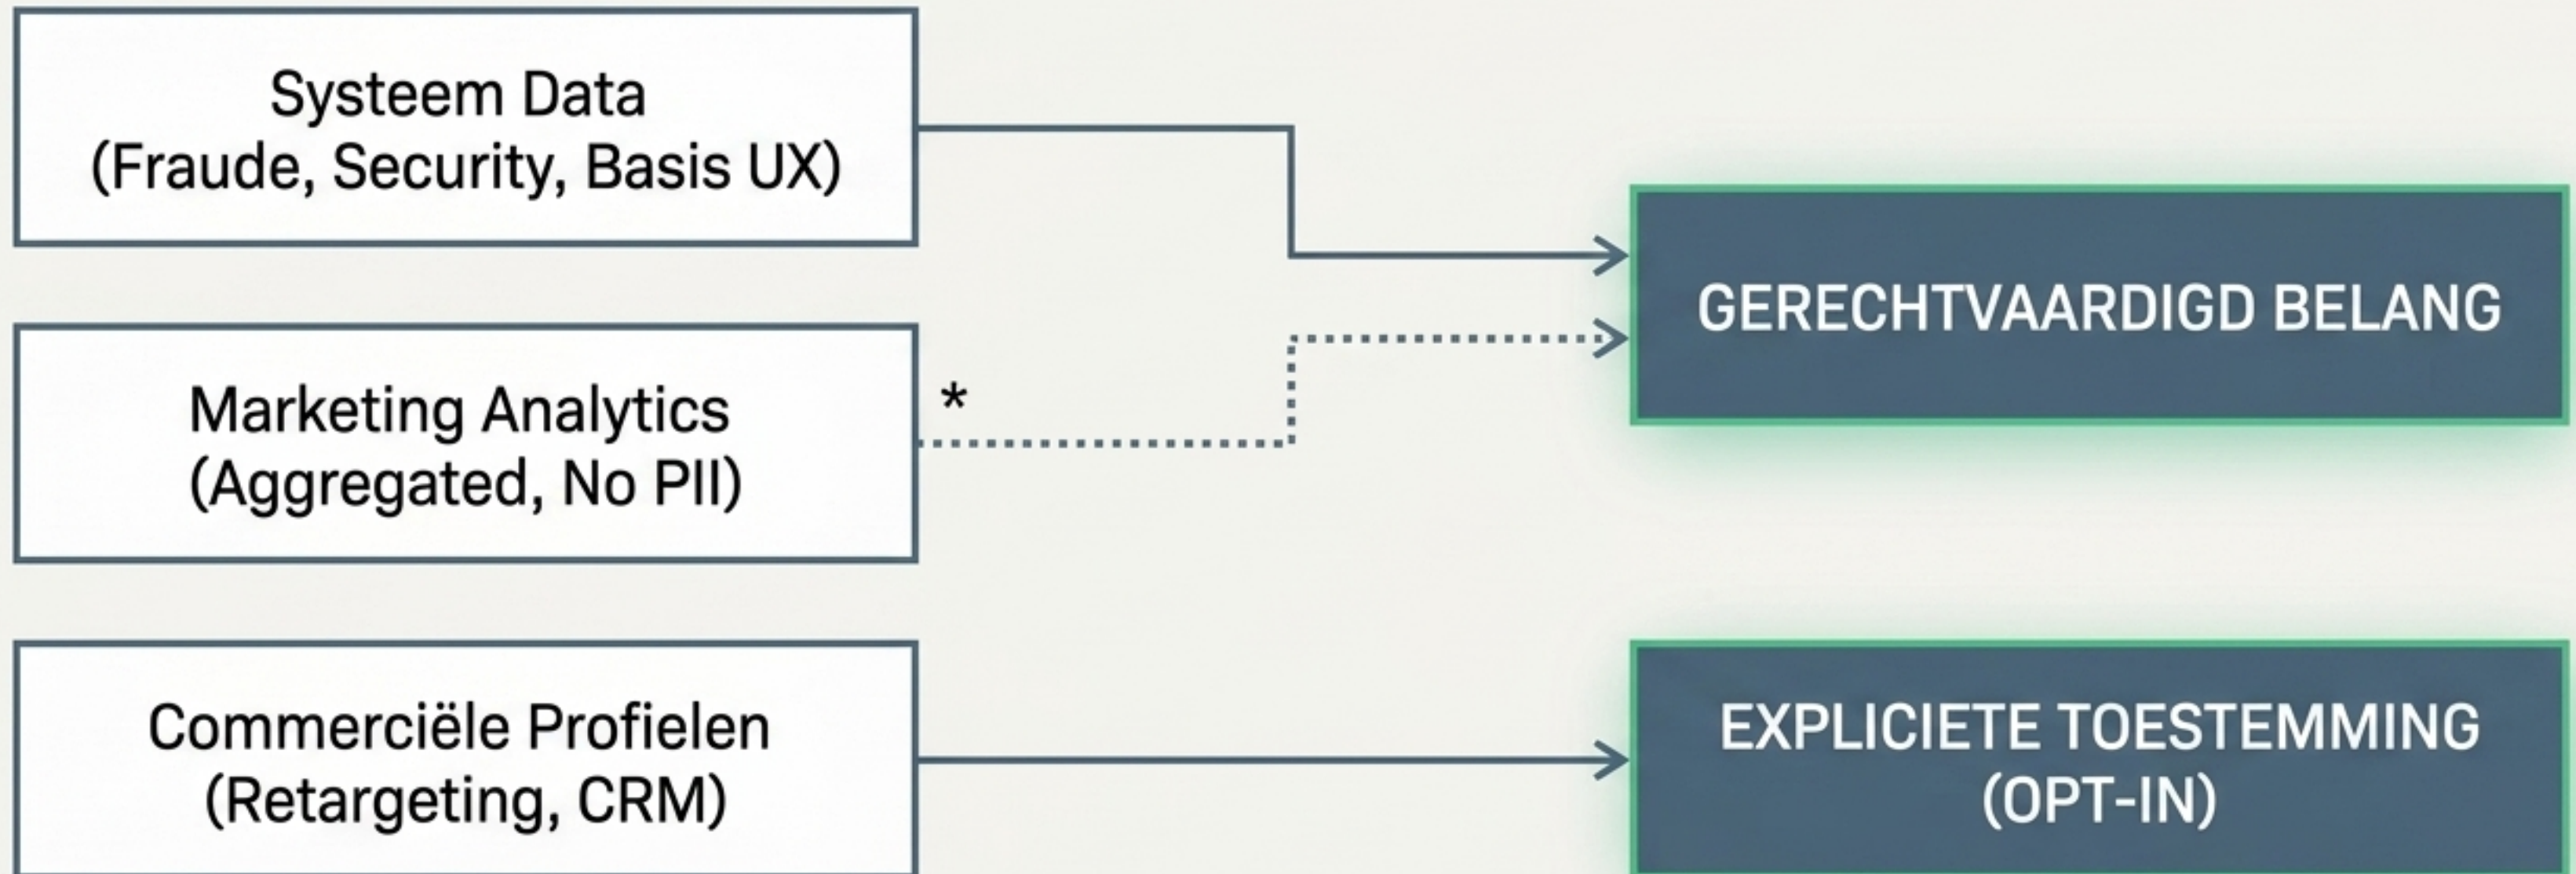 Systeem Data
(Fraude, Security, Basis UX)
GERECHTVAARDIGD BELANG
Marketing Analytics
(Aggregated, No PII)
*
Commerciële Profielen
(Retargeting, CRM)
EXPLICIETE TOESTEMMING
(OPT-IN)